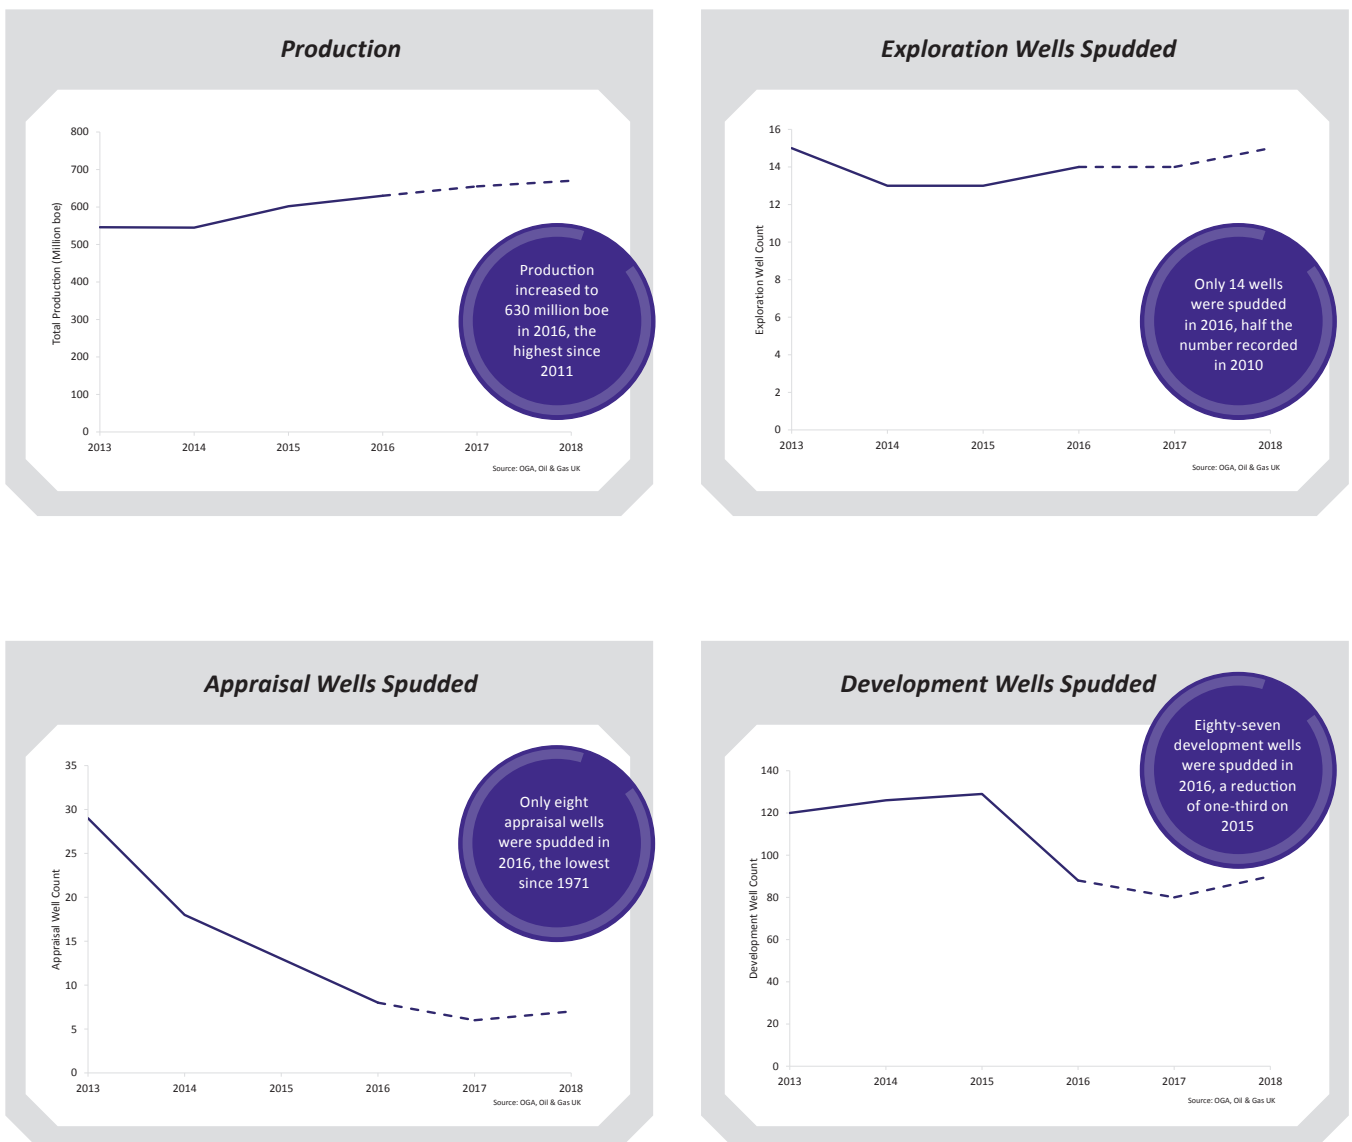 Production
800
700
600
500
400
300
200
100
0
Total Production (Million boe)
2013 2014 2015 2016 2017 2018
Production
increased to
630 million boe
in 2016, the
highest since
2011
Source: OGA, Oil & Gas UK
Exploration Wells Spudded
16
14
12
10
8
6
4
2
0
Exploration Well Count
2013 2014 2015 2016 2017 2018
Only 14 wells
were spudded
in 2016, half the
number recorded
in 2010
Source: OGA, Oil & Gas UK
Appraisal Wells Spudded
35
30
25
20
15
10
5
0
Appraisal Well Count
2013 2014 2015 2016 2017 2018
Only eight
appraisal wells
were spudded in
2016, the lowest
since 1971
Source: OGA, Oil & Gas UK
Development Wells Spudded
140
120
100
80
60
40
20
0
Development Well Count
2013 2014 2015 2016 2017 2018
Eighty-seven
development wells
were spudded in
2016, a reduction
of one-third on
2015
Source: OGA, Oil & Gas UK